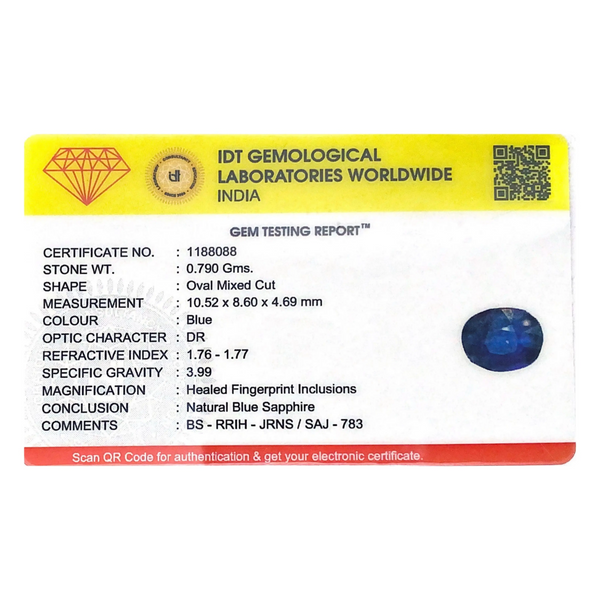 IDT GEMOLOGICAL
LABORATORIES WORLDWIDE
INDIA
GEM TESTING REPORT™
CERTIFICATE NO. : 1188088
STONE WT. : 0.790 Gms.
SHAPE : Oval Mixed Cut
MEASUREMENT : 10.52 x 8.60 x 4.69 mm
COLOUR : Blue
OPTIC CHARACTER : DR
REFRACTIVE INDEX : 1.76 - 1.77
SPECIFIC GRAVITY : 3.99
MAGNIFICATION : Healed Fingerprint Inclusions
CONCLUSION : Natural Blue Sapphire
COMMENTS : BS - RRIH - JRNS / SAJ - 783
Scan QR Code for authentication & get your electronic certificate.